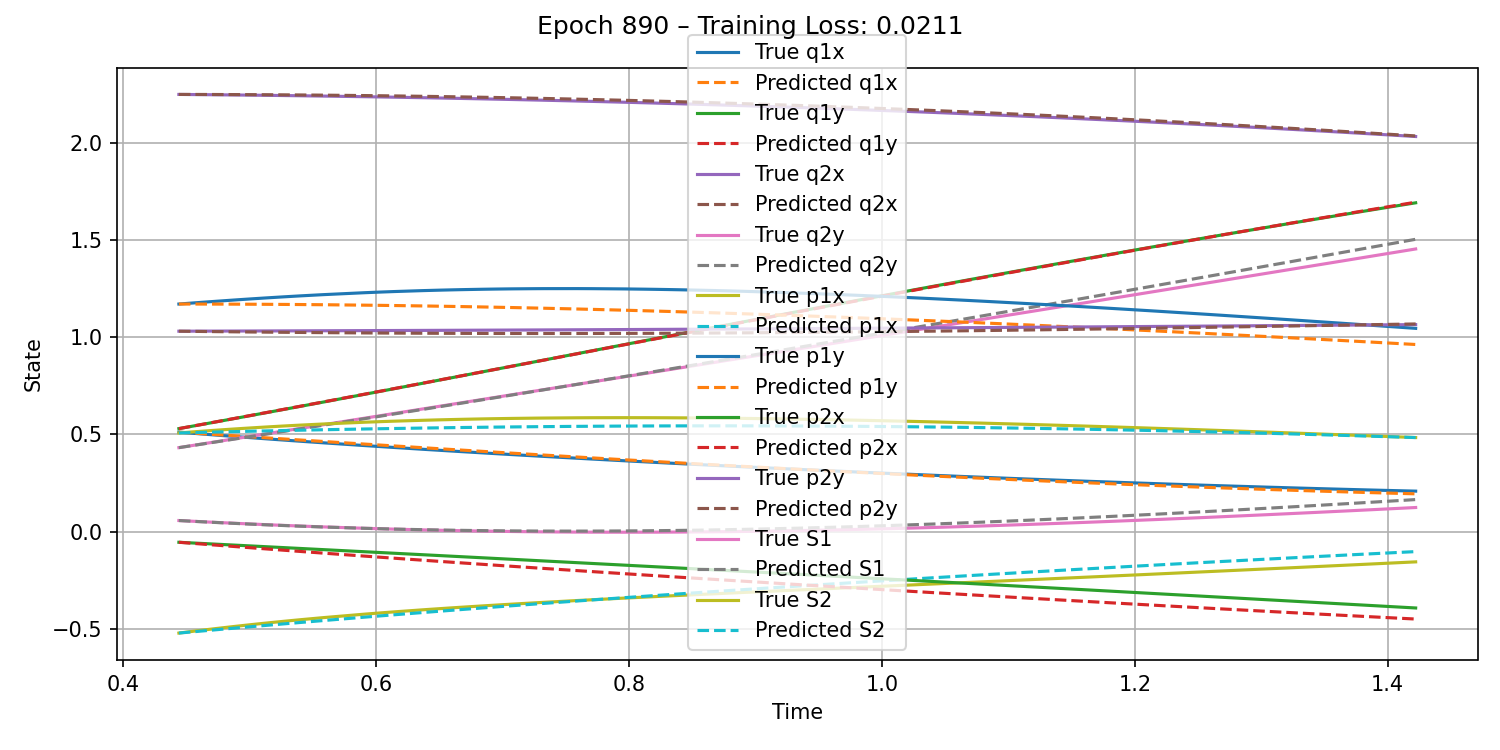 Epoch 890 – Training Loss: 0.0211
True q1x
Predicted q1x
True q1y
Predicted q1y
True q2x
Predicted q2x
True q2y
Predicted q2y
True p1x
Predicted p1x
True p1y
Predicted p1y
True p2x
Predicted p2x
True p2y
Predicted p2y
True S1
Predicted S1
True S2
Predicted S2
2.0
1.5
1.0
0.5
0.0
−0.5
State
0.4 0.6 0.8 1.0 1.2 1.4
Time